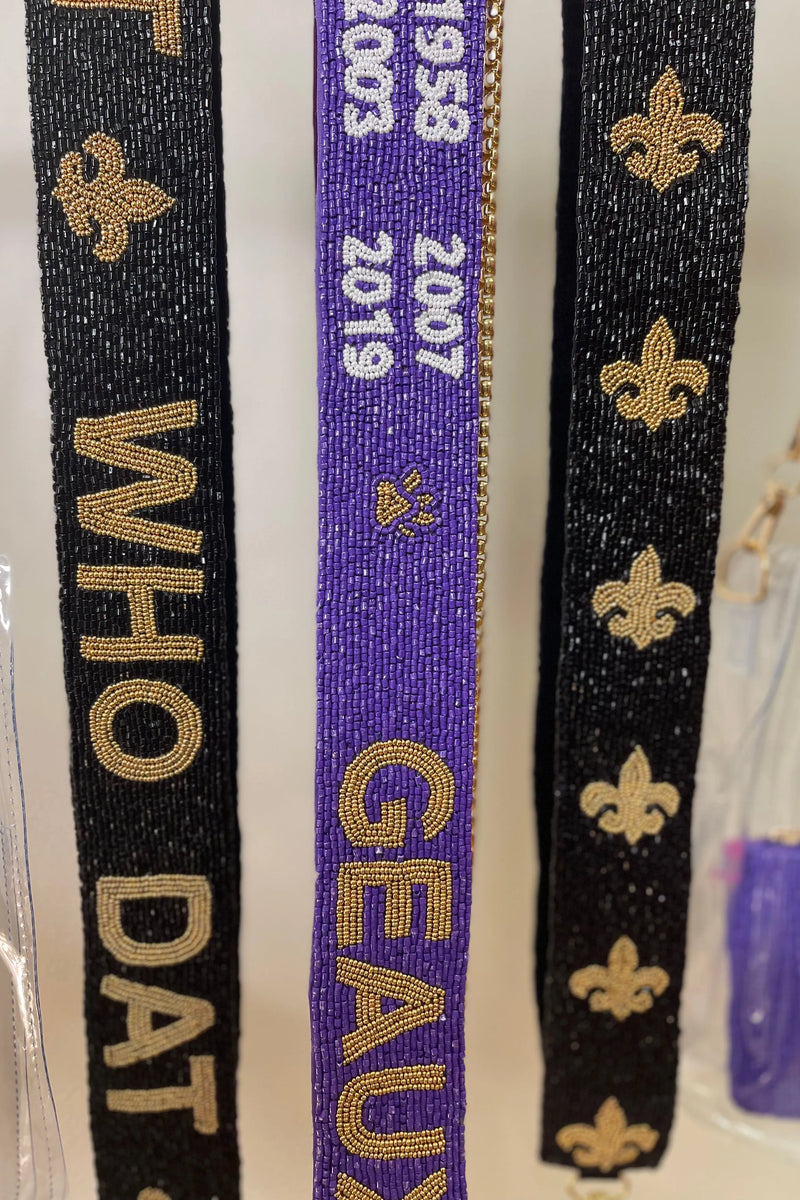 T
WHO DAT
1958 2007
2003 2019
GEAUX